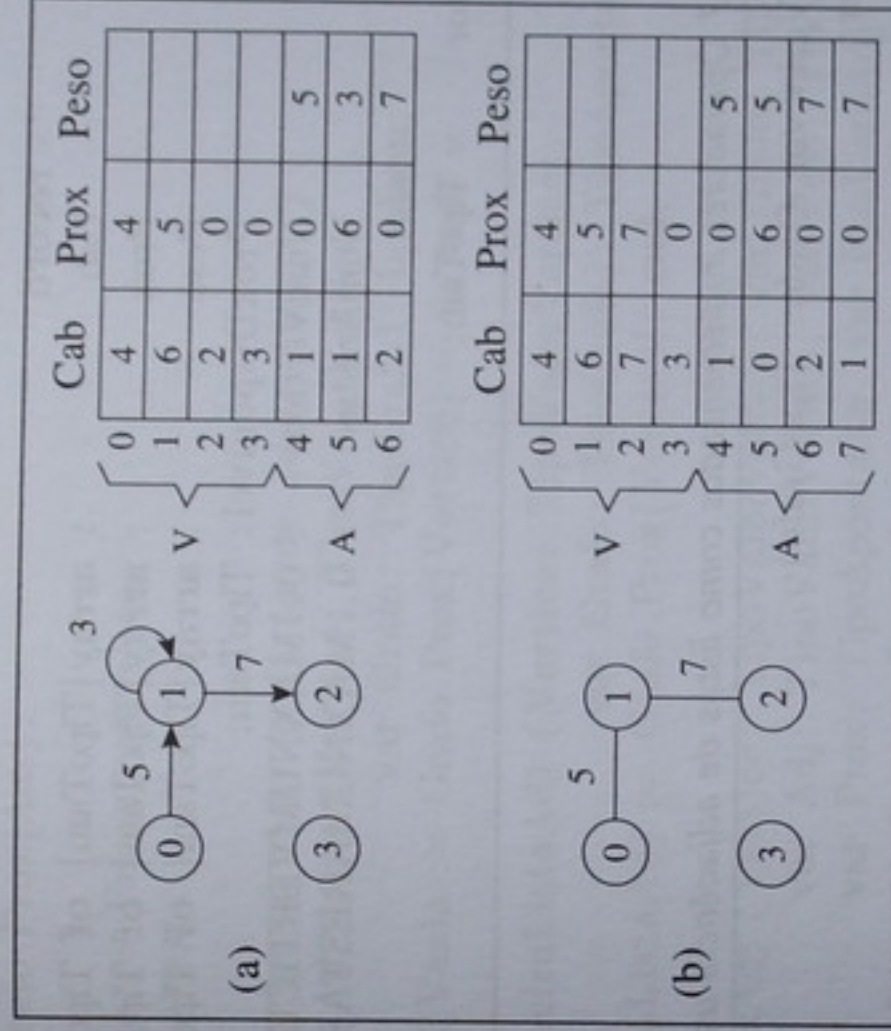 (a)
0 5 1 3
7
3 2
V
A
Cab Prox Peso
0 4 4
1 6 5
2 2 0
3 3 0
4 1 0 5
5 1 6 3
6 2 0 7
(b)
0 5 1
7
3 2
V
A
Cab Prox Peso
0 4 4
1 6 5
2 7 7
3 3 0
4 1 0 5
5 0 6 5
6 2 0 7
7 1 0 7